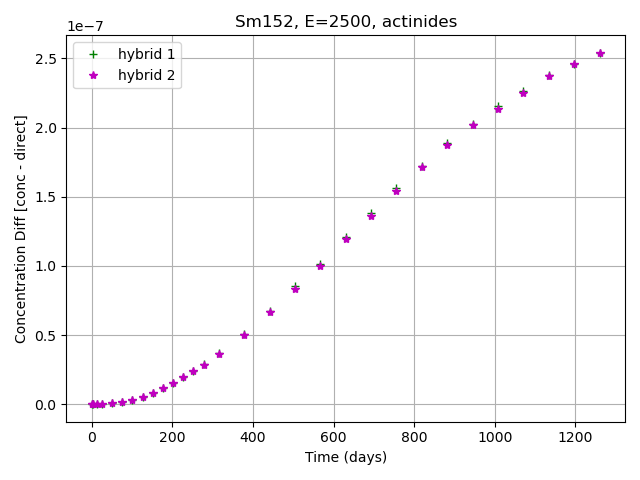 Sm152, E=2500, actinides
1e−7
hybrid 1
hybrid 2
2.5
2.0
1.5
1.0
0.5
0.0
Concentration Diff [conc - direct]
0 200 400 600 800 1000 1200
Time (days)